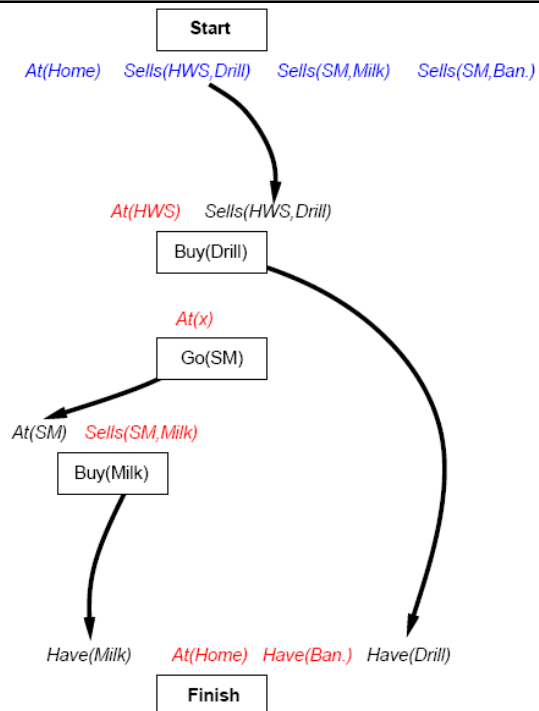 Start
At(Home) Sells(HWS,Drill) Sells(SM,Milk) Sells(SM,Ban.)
At(HWS) Sells(HWS,Drill)
Buy(Drill)
At(x)
Go(SM)
At(SM) Sells(SM,Milk)
Buy(Milk)
Have(Milk) At(Home) Have(Ban.) Have(Drill)
Finish